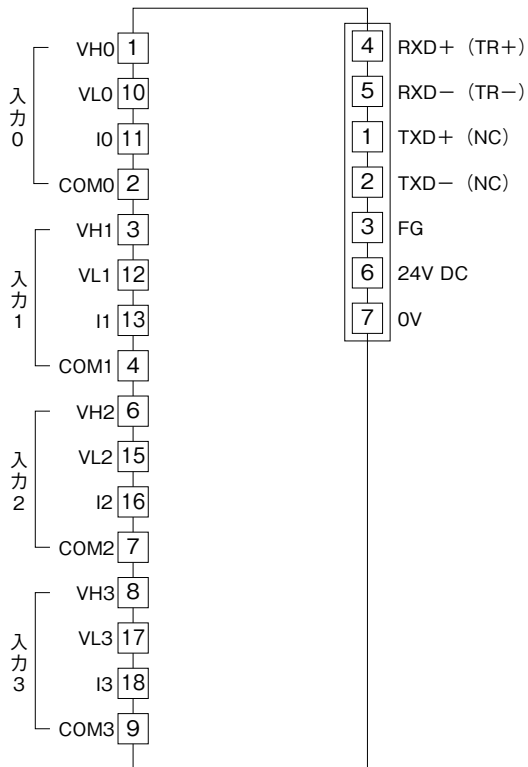 入力0
VH0 1
VL0 10
I0 11
COM0 2
入力1
VH1 3
VL1 12
I1 13
COM1 4
入力2
VH2 6
VL2 15
I2 16
COM2 7
入力3
VH3 8
VL3 17
I3 18
COM3 9
4 RXD+（TR+）
5 RXD−（TR−）
1 TXD+（NC）
2 TXD−（NC）
3 FG
6 24V DC
7 0V